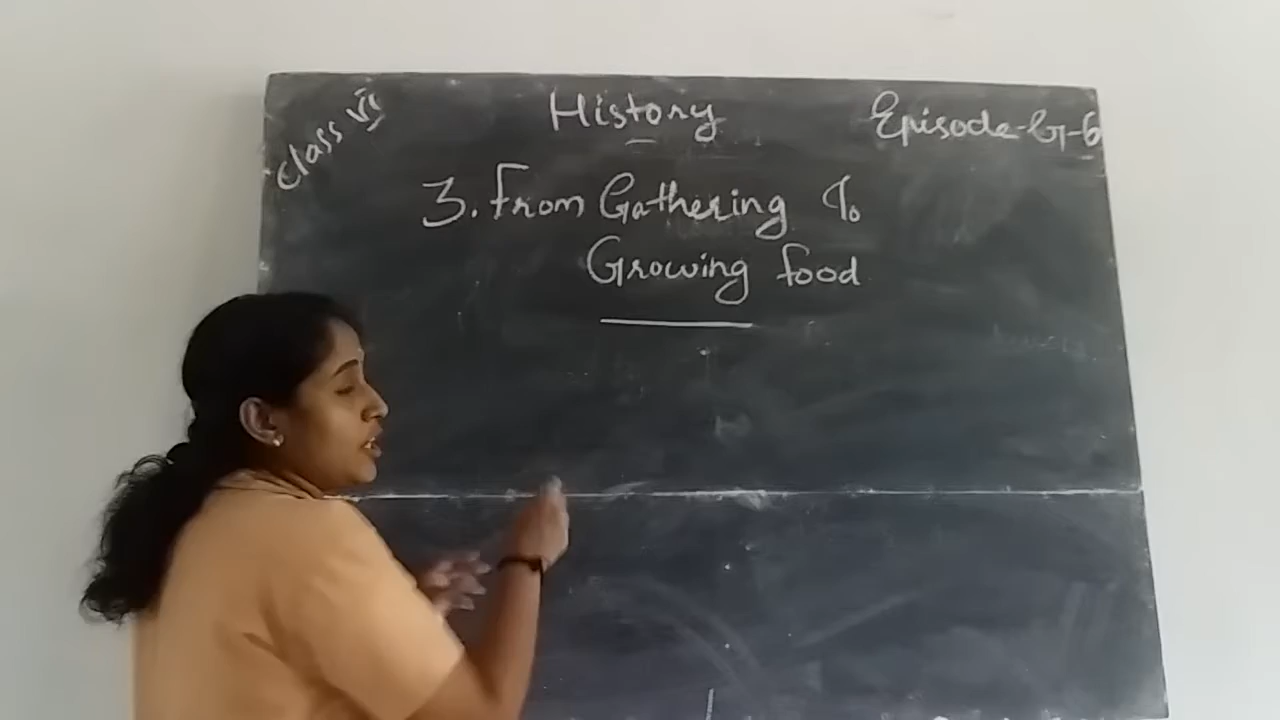 Class VI
History
Episode-G-6
3. From Gathering To
Growing food